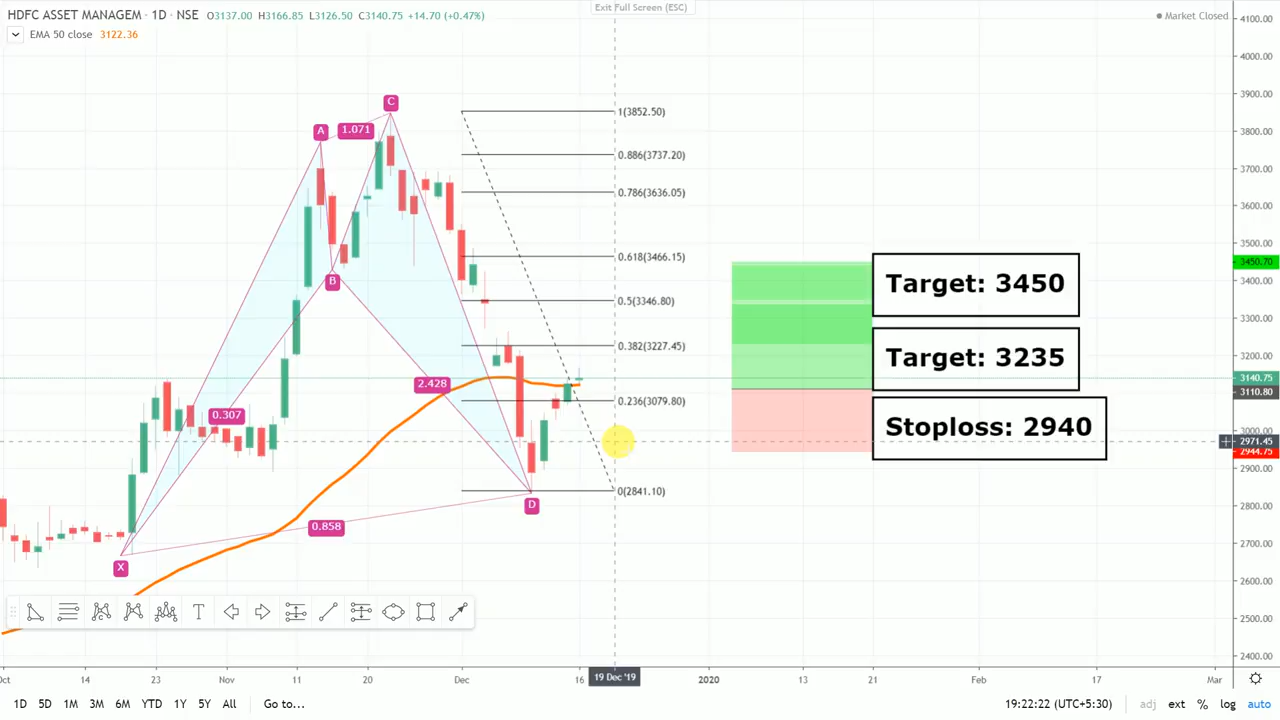 HDFC ASSET MANAGEM · 1D · NSE O3137.00 H3166.85 L3126.50 C3140.75 +14.70 (+0.47%)
Exit Full Screen (ESC)
Market Closed
EMA 50 close 3122.36
4100.00
4000.00
3900.00
3800.00
3700.00
3600.00
3500.00
3450.70
3400.00
3300.00
3200.00
3140.75
3110.80
3000.00
2971.45
2944.75
2900.00
2800.00
2700.00
2600.00
2500.00
2400.00
C
A
1.071
B
2.428
0.307
D
0.858
X
1(3852.50)
0.886(3737.20)
0.786(3636.05)
0.618(3466.15)
0.5(3346.80)
0.382(3227.45)
0.236(3079.80)
0(2841.10)
Target: 3450
Target: 3235
Stoploss: 2940
T
Oct 14 23 Nov 11 20 Dec 16 19 Dec '19 2020 13 21 Feb 17 Mar
1D 5D 1M 3M 6M YTD 1Y 5Y All Go to... 19:22:22 (UTC+5:30) adj ext % log auto